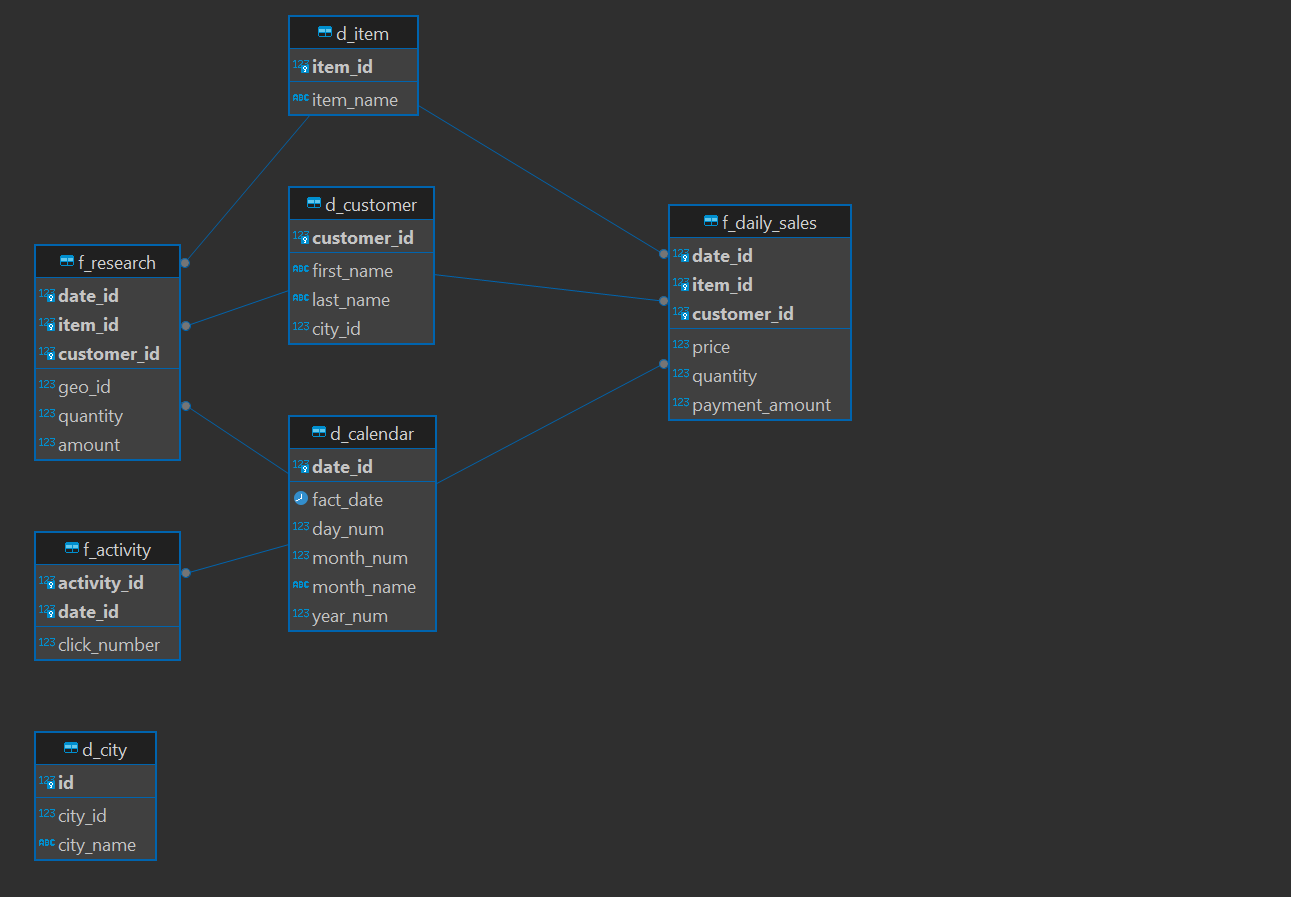 d_item
123 item_id
ABC item_name
d_customer
123 customer_id
ABC first_name
ABC last_name
123 city_id
f_daily_sales
123 date_id
123 item_id
123 customer_id
123 price
123 quantity
123 payment_amount
f_research
123 date_id
123 item_id
123 customer_id
123 geo_id
123 quantity
123 amount
d_calendar
123 date_id
fact_date
123 day_num
123 month_num
ABC month_name
123 year_num
f_activity
123 activity_id
123 date_id
123 click_number
d_city
123 id
123 city_id
ABC city_name